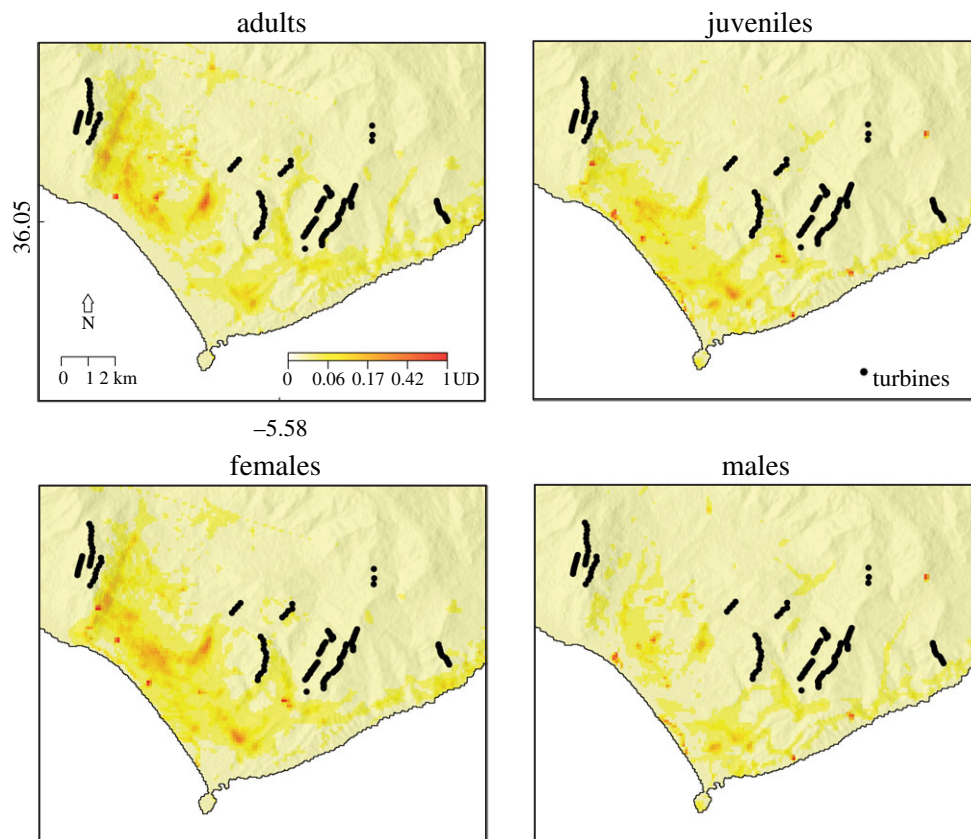 adults
juveniles
36.05
N
0 1 2 km
0 0.06 0.17 0.42 1 UD
turbines
–5.58
females
males